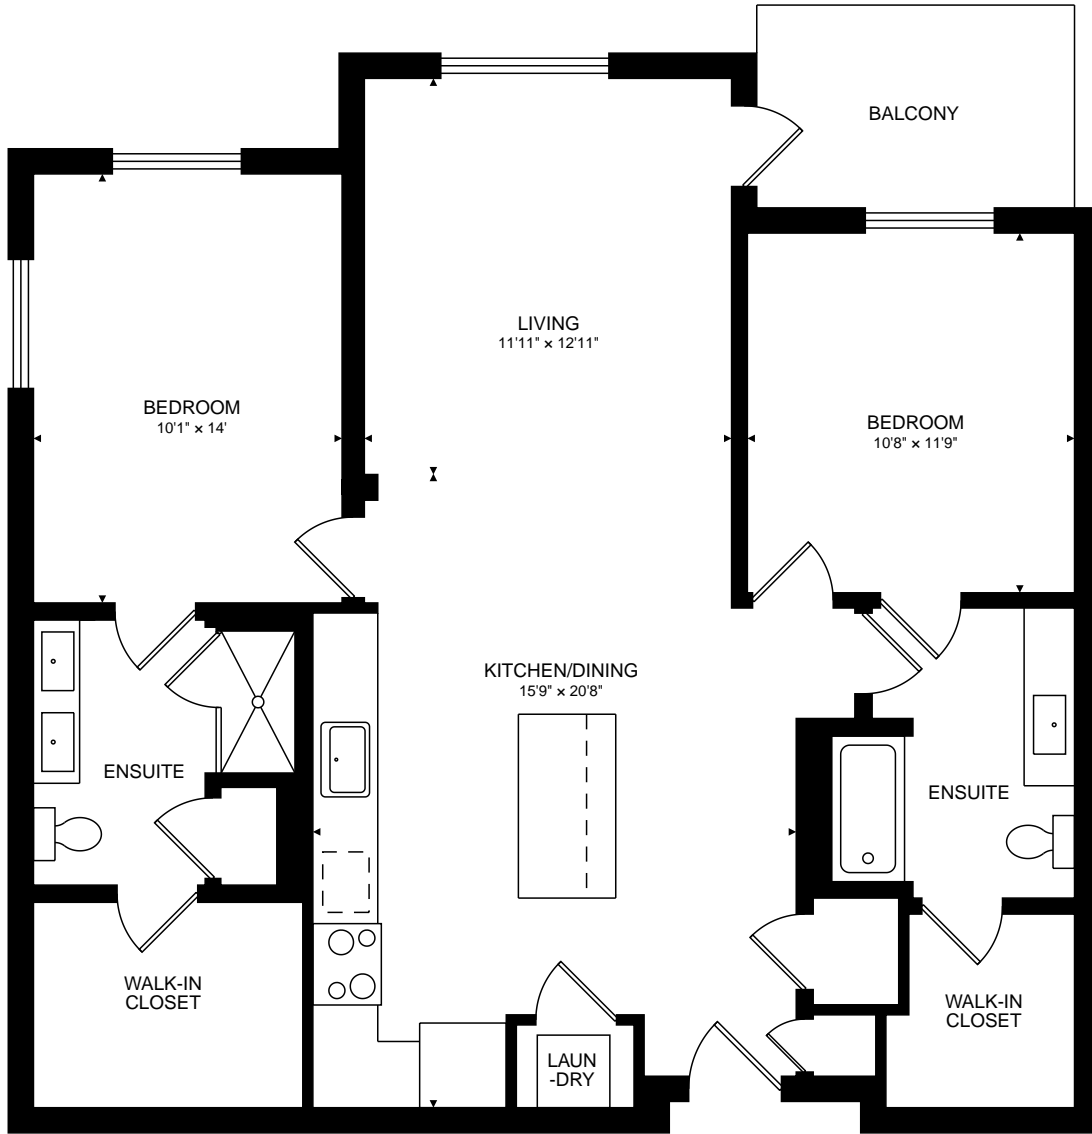 BALCONY
LIVING
11'11" × 12'11"
BEDROOM
10'1" × 14'
BEDROOM
10'8" × 11'9"
KITCHEN/DINING
15'9" × 20'8"
ENSUITE
ENSUITE
WALK-IN
CLOSET
WALK-IN
CLOSET
LAUN
-DRY